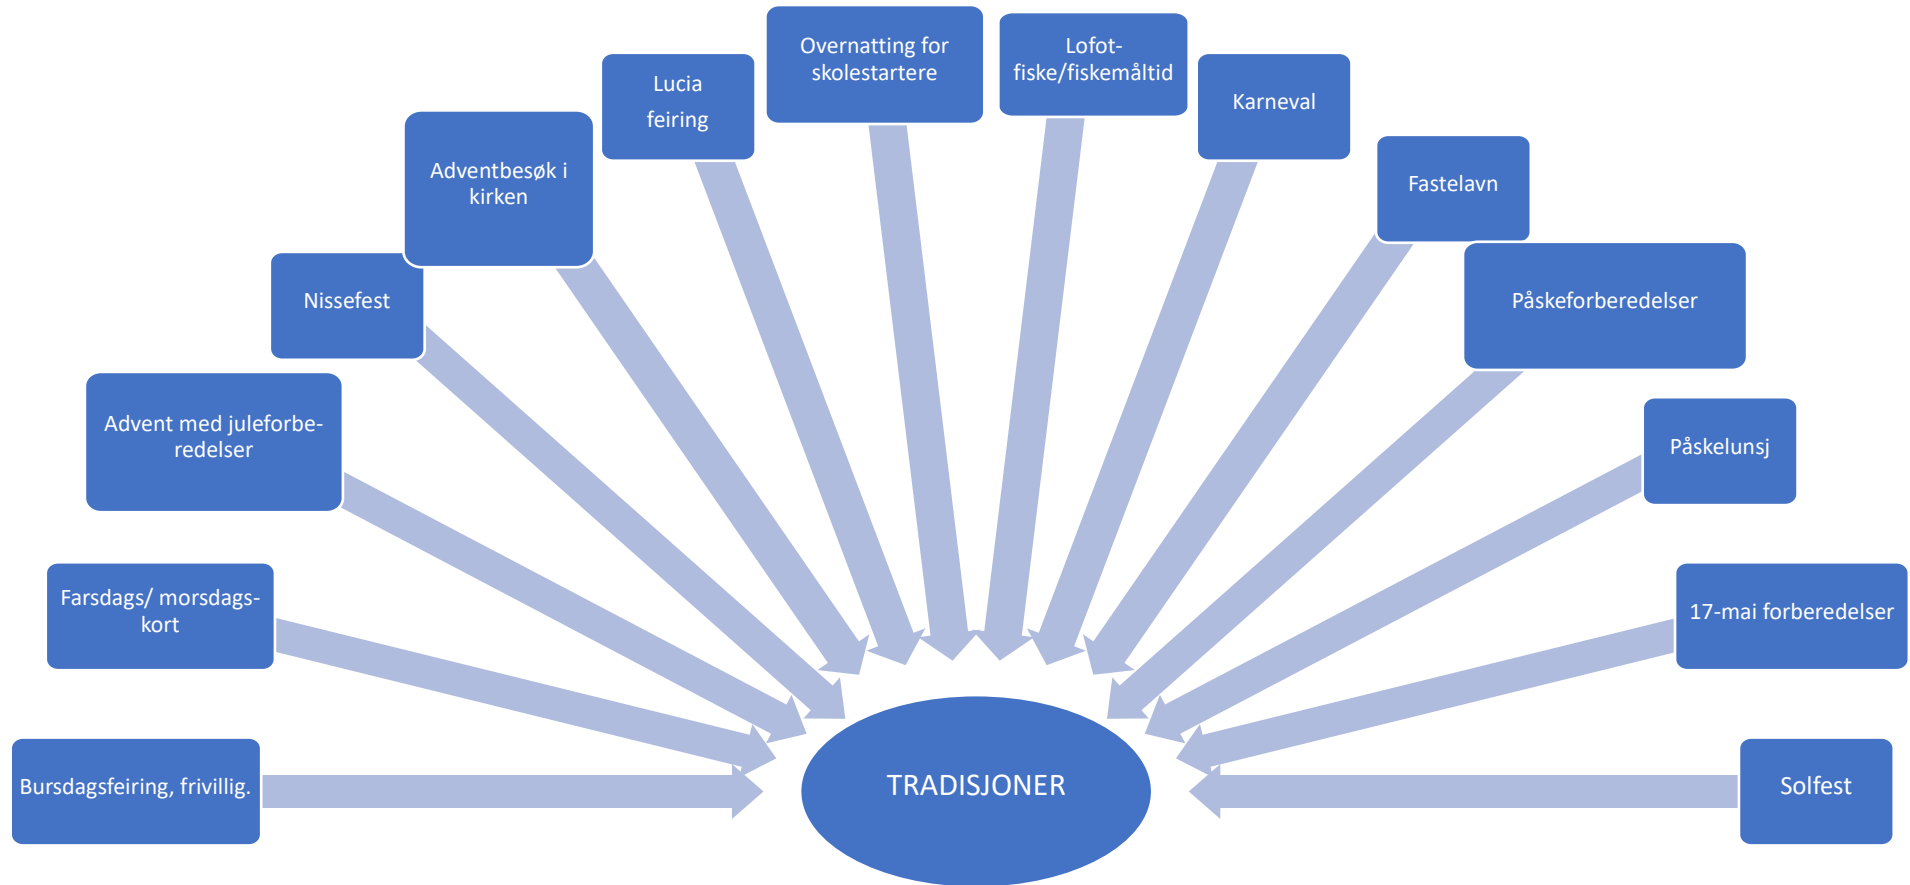 Bursdagsfeiring, frivillig.
Farsdags/ morsdags-
kort
Advent med juleforbe-
redelser
Nissefest
Adventbesøk i
kirken
Lucia
feiring
Overnatting for
skolestartere
Lofot-
fiske/fiskemåltid
Karneval
Fastelavn
Påskeforberedelser
Påskelunsj
17-mai forberedelser
Solfest
TRADISJONER